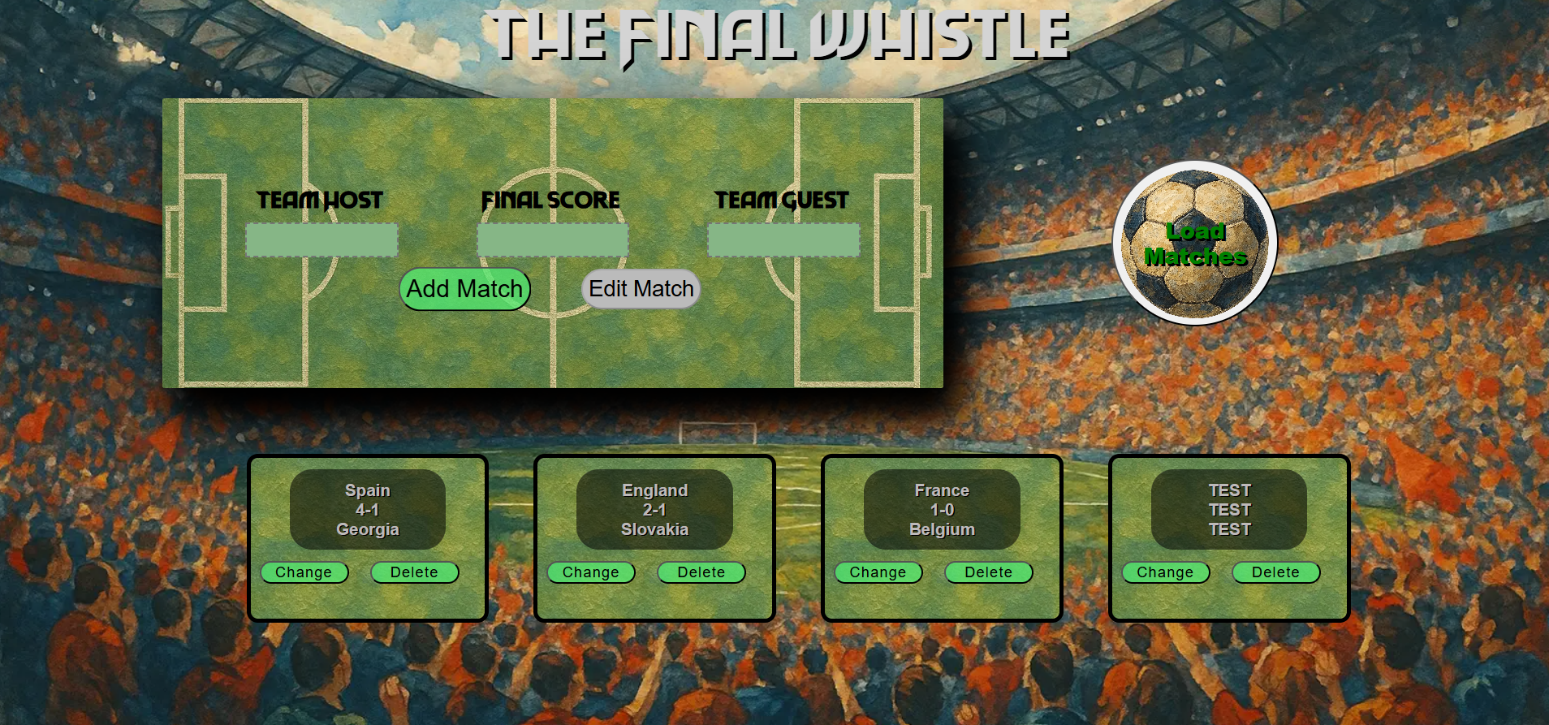 THE FINAL WHISTLE
TEAM HOST
FINAL SCORE
TEAM GUEST
Add Match
Edit Match
Load
Matches
Spain
4-1
Georgia
Change
Delete
England
2-1
Slovakia
Change
Delete
France
1-0
Belgium
Change
Delete
TEST
TEST
TEST
Change
Delete